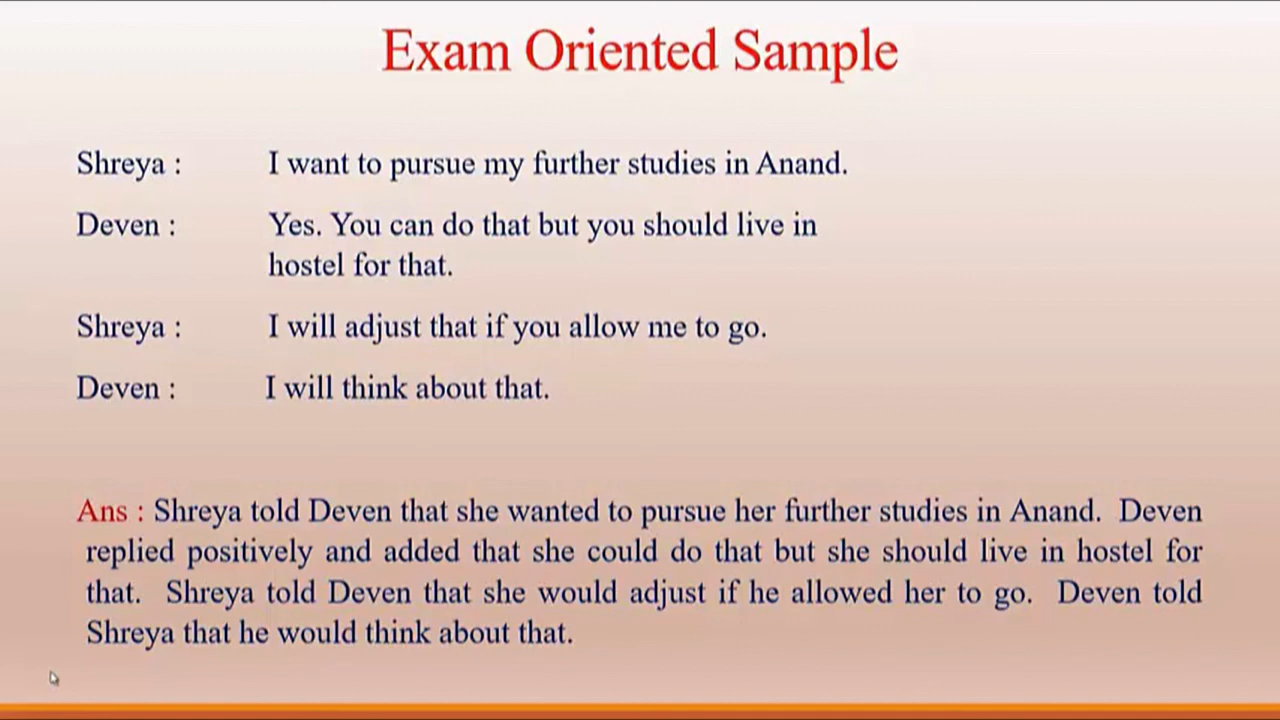 Exam Oriented Sample
Shreya : I want to pursue my further studies in Anand.
Deven : Yes. You can do that but you should live in
hostel for that.
Shreya : I will adjust that if you allow me to go.
Deven : I will think about that.
Ans : Shreya told Deven that she wanted to pursue her further studies in Anand. Deven
replied positively and added that she could do that but she should live in hostel for
that. Shreya told Deven that she would adjust if he allowed her to go. Deven told
Shreya that he would think about that.